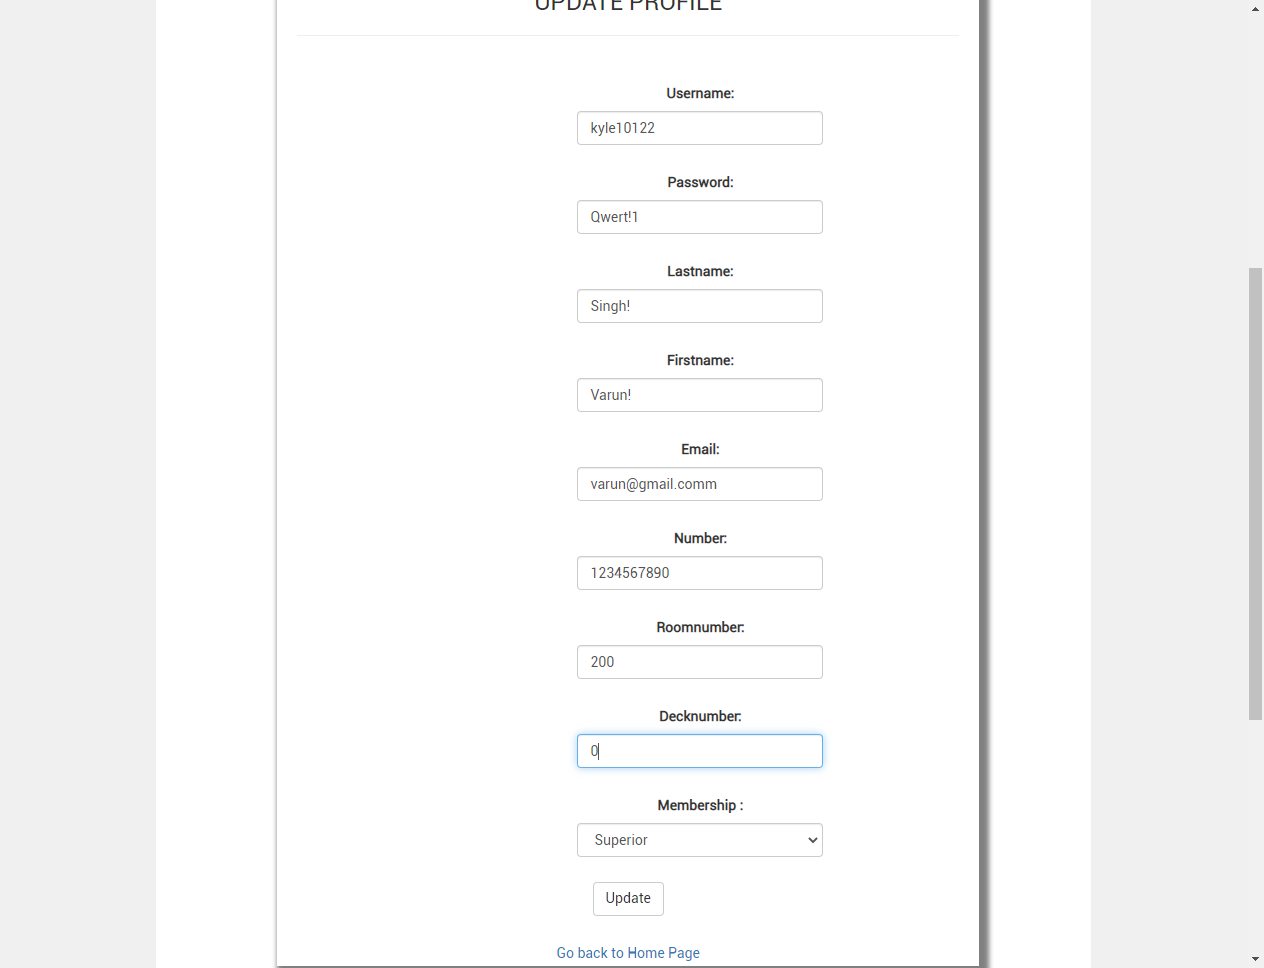 UPDATE PROFILE
Username:
kyle10122
Password:
Qwert!1
Lastname:
Singh!
Firstname:
Varun!
Email:
varun@gmail.comm
Number:
1234567890
Roomnumber:
200
Decknumber:
0
Membership :
Superior
Update
Go back to Home Page